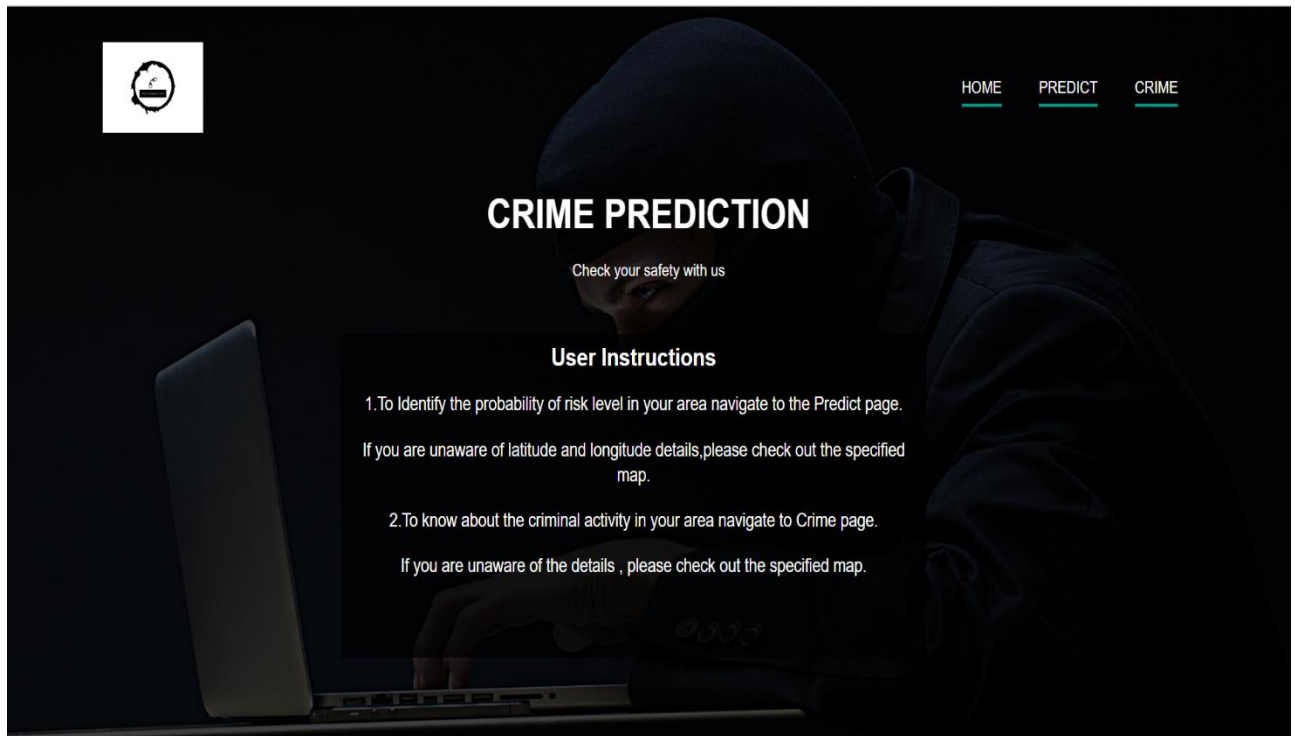 HOME PREDICT CRIME
CRIME PREDICTION
Check your safety with us
User Instructions
1.To Identify the probability of risk level in your area navigate to the Predict page.
If you are unaware of latitude and longitude details,please check out the specified
map.
2.To know about the criminal activity in your area navigate to Crime page.
If you are unaware of the details , please check out the specified map.